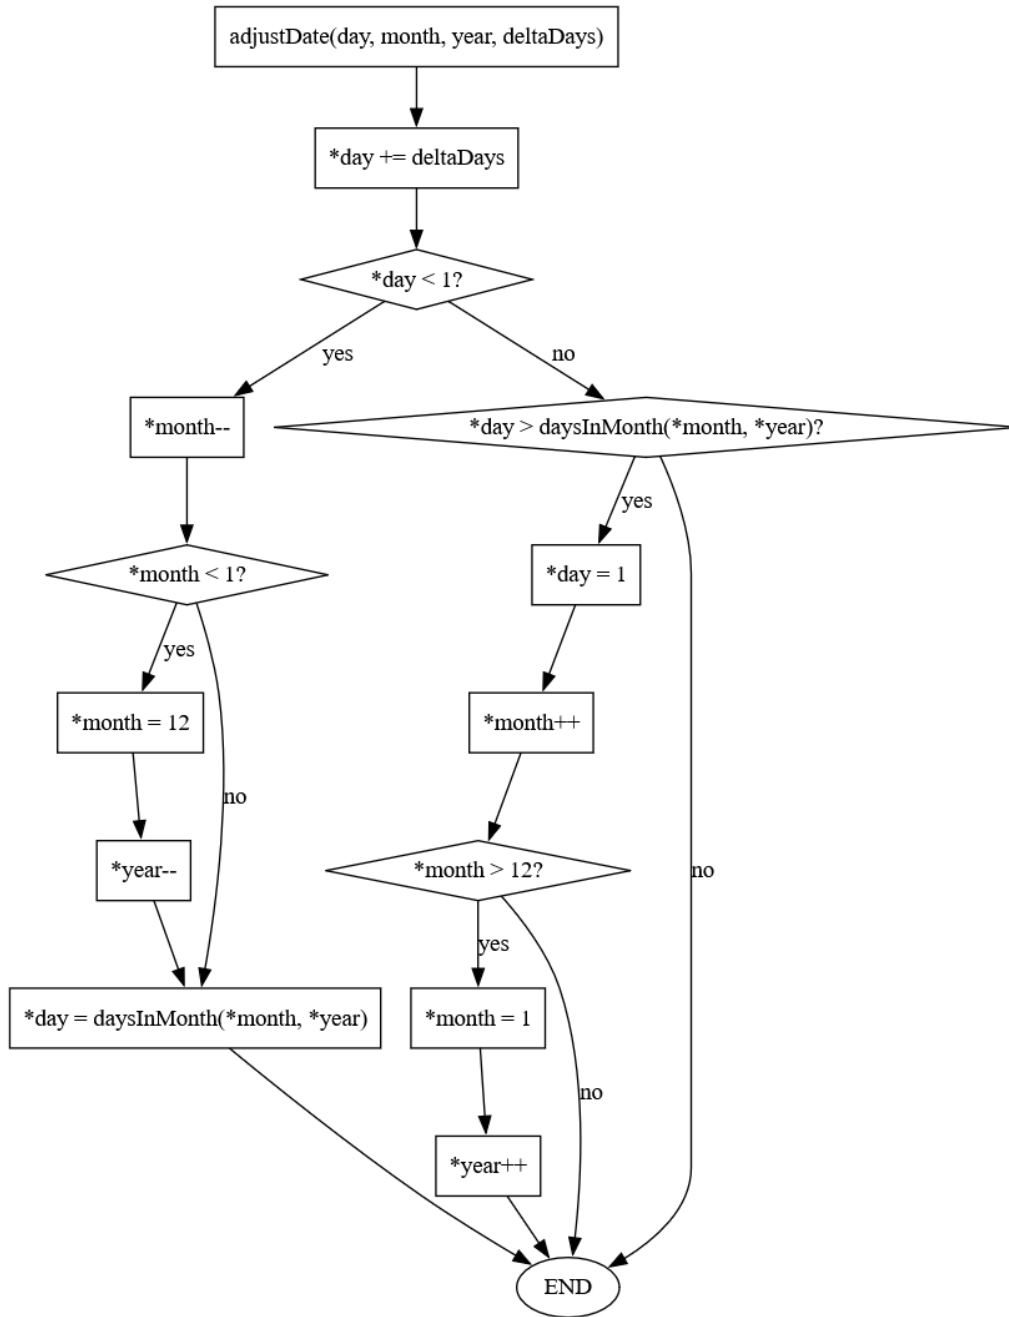 adjustDate(day, month, year, deltaDays)
*day += deltaDays
*day < 1?
yes
no
*month--
*day > daysInMonth(*month, *year)?
yes
*month < 1?
*day = 1
yes
*month = 12
*month++
no
*year--
*month > 12?
no
yes
*day = daysInMonth(*month, *year)
*month = 1
no
*year++
END